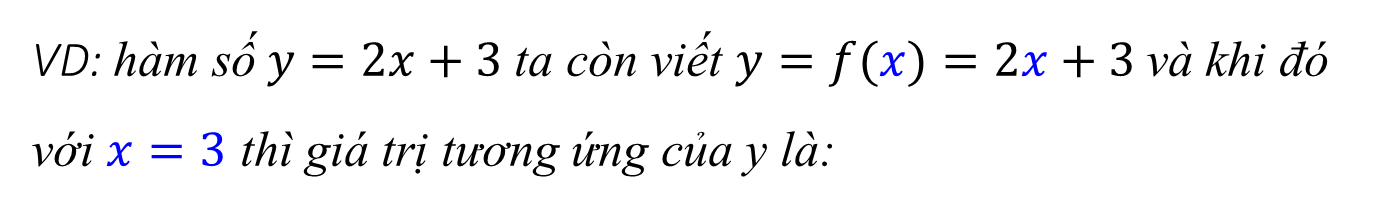 VD: hàm số y = 2x + 3 ta còn viết y = f(x) = 2x + 3 và khi đó
với x = 3 thì giá trị tương ứng của y là: